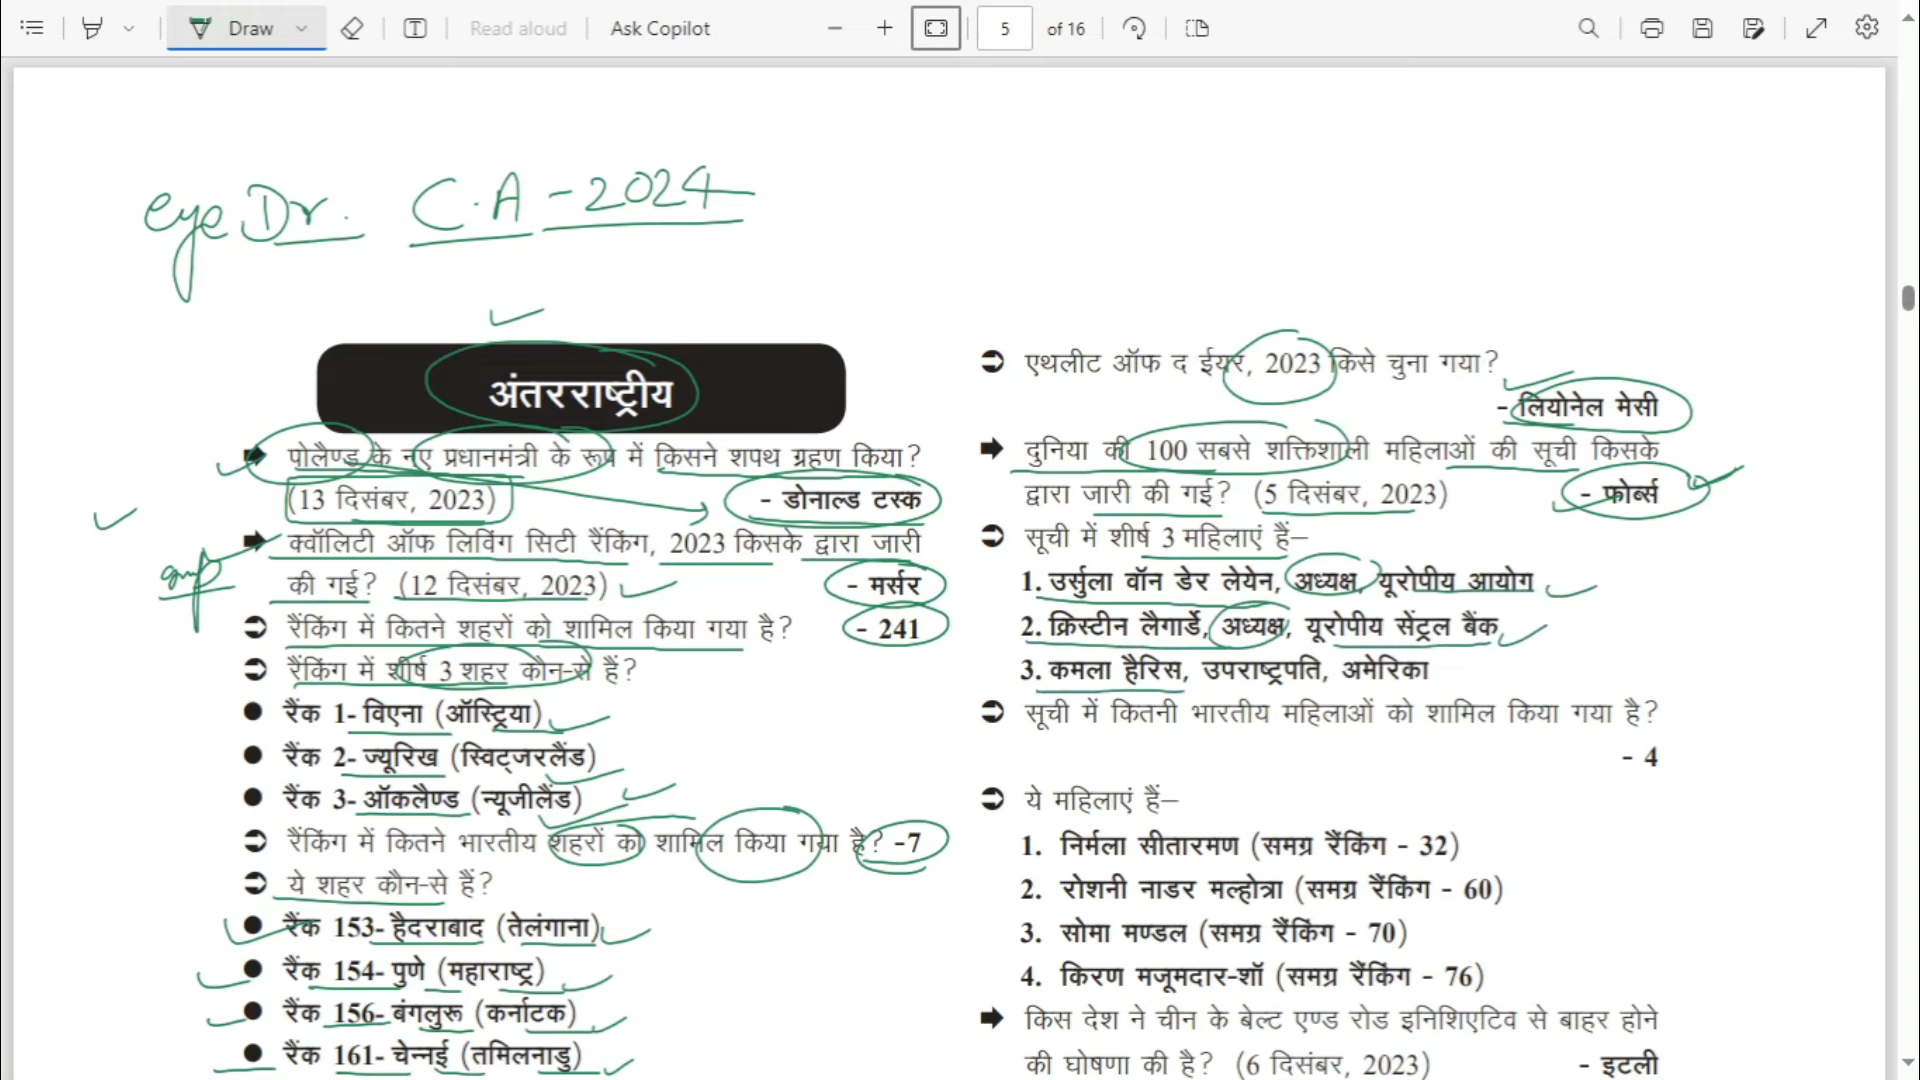 Draw
Read aloud
Ask Copilot
5
of 16
eye Dr. C.A - 2024
अंतरराष्ट्रीय
पोलैण्ड के नए प्रधानमंत्री के रूप में किसने शपथ ग्रहण किया?
(13 दिसंबर, 2023) - डोनाल्ड टस्क
क्वॉलिटी ऑफ लिविंग सिटी रैंकिंग, 2023 किसके द्वारा जारी
की गई? (12 दिसंबर, 2023) - मर्सर
रैंकिंग में कितने शहरों को शामिल किया गया है? - 241
रैंकिंग में शीर्ष 3 शहर कौन-से हैं?
रैंक 1- विएना (ऑस्ट्रिया)
रैंक 2- ज्यूरिख (स्विट्जरलैंड)
रैंक 3- ऑकलैण्ड (न्यूजीलैंड)
रैंकिंग में कितने भारतीय शहरों को शामिल किया गया है? -7
ये शहर कौन-से हैं?
रैंक 153- हैदराबाद (तेलंगाना)
रैंक 154- पुणे (महाराष्ट्र)
रैंक 156- बंगलुरू (कर्नाटक)
रैंक 161- चेन्नई (तमिलनाडु)
एथलीट ऑफ द ईयर, 2023 किसे चुना गया?
- लियोनेल मेसी
दुनिया की 100 सबसे शक्तिशाली महिलाओं की सूची किसके
द्वारा जारी की गई? (5 दिसंबर, 2023) - फोर्ब्स
सूची में शीर्ष 3 महिलाएं हैं–
1. उर्सुला वॉन डेर लेयेन, अध्यक्ष, यूरोपीय आयोग
2. क्रिस्टीन लैगार्डे, अध्यक्ष, यूरोपीय सेंट्रल बैंक
3. कमला हैरिस, उपराष्ट्रपति, अमेरिका
सूची में कितनी भारतीय महिलाओं को शामिल किया गया है?
- 4
ये महिलाएं हैं–
1. निर्मला सीतारमण (समग्र रैंकिंग - 32)
2. रोशनी नाडर मल्होत्रा (समग्र रैंकिंग - 60)
3. सोमा मण्डल (समग्र रैंकिंग - 70)
4. किरण मजूमदार-शॉ (समग्र रैंकिंग - 76)
किस देश ने चीन के बेल्ट एण्ड रोड इनिशिएटिव से बाहर होने
की घोषणा की है? (6 दिसंबर, 2023) - इटली